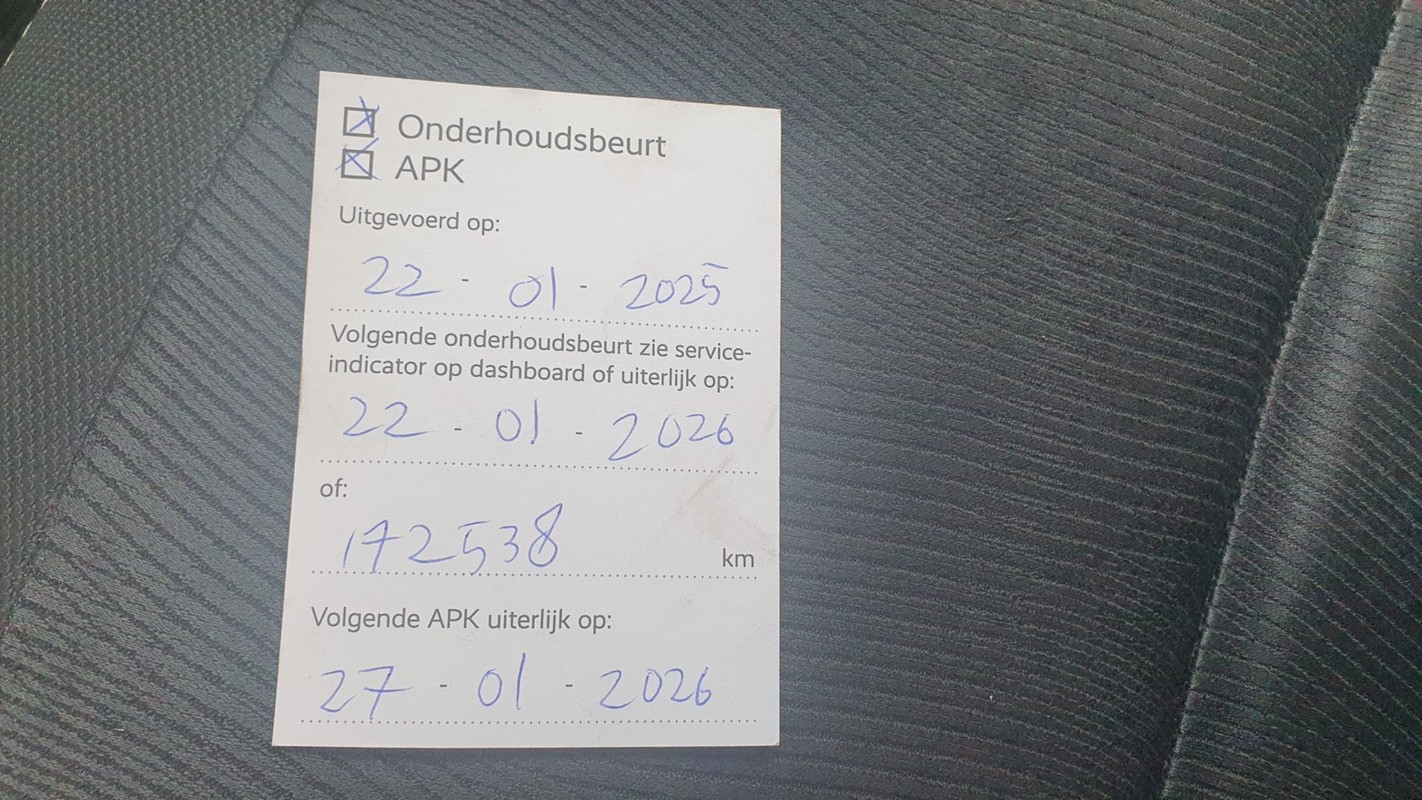 Onderhoudsbeurt
APK
Uitgevoerd op:
22 - 01 - 2025
Volgende onderhoudsbeurt zie service-
indicator op dashboard of uiterlijk op:
22 - 01 - 2026
of:
172538 km
Volgende APK uiterlijk op:
27 - 01 - 2026